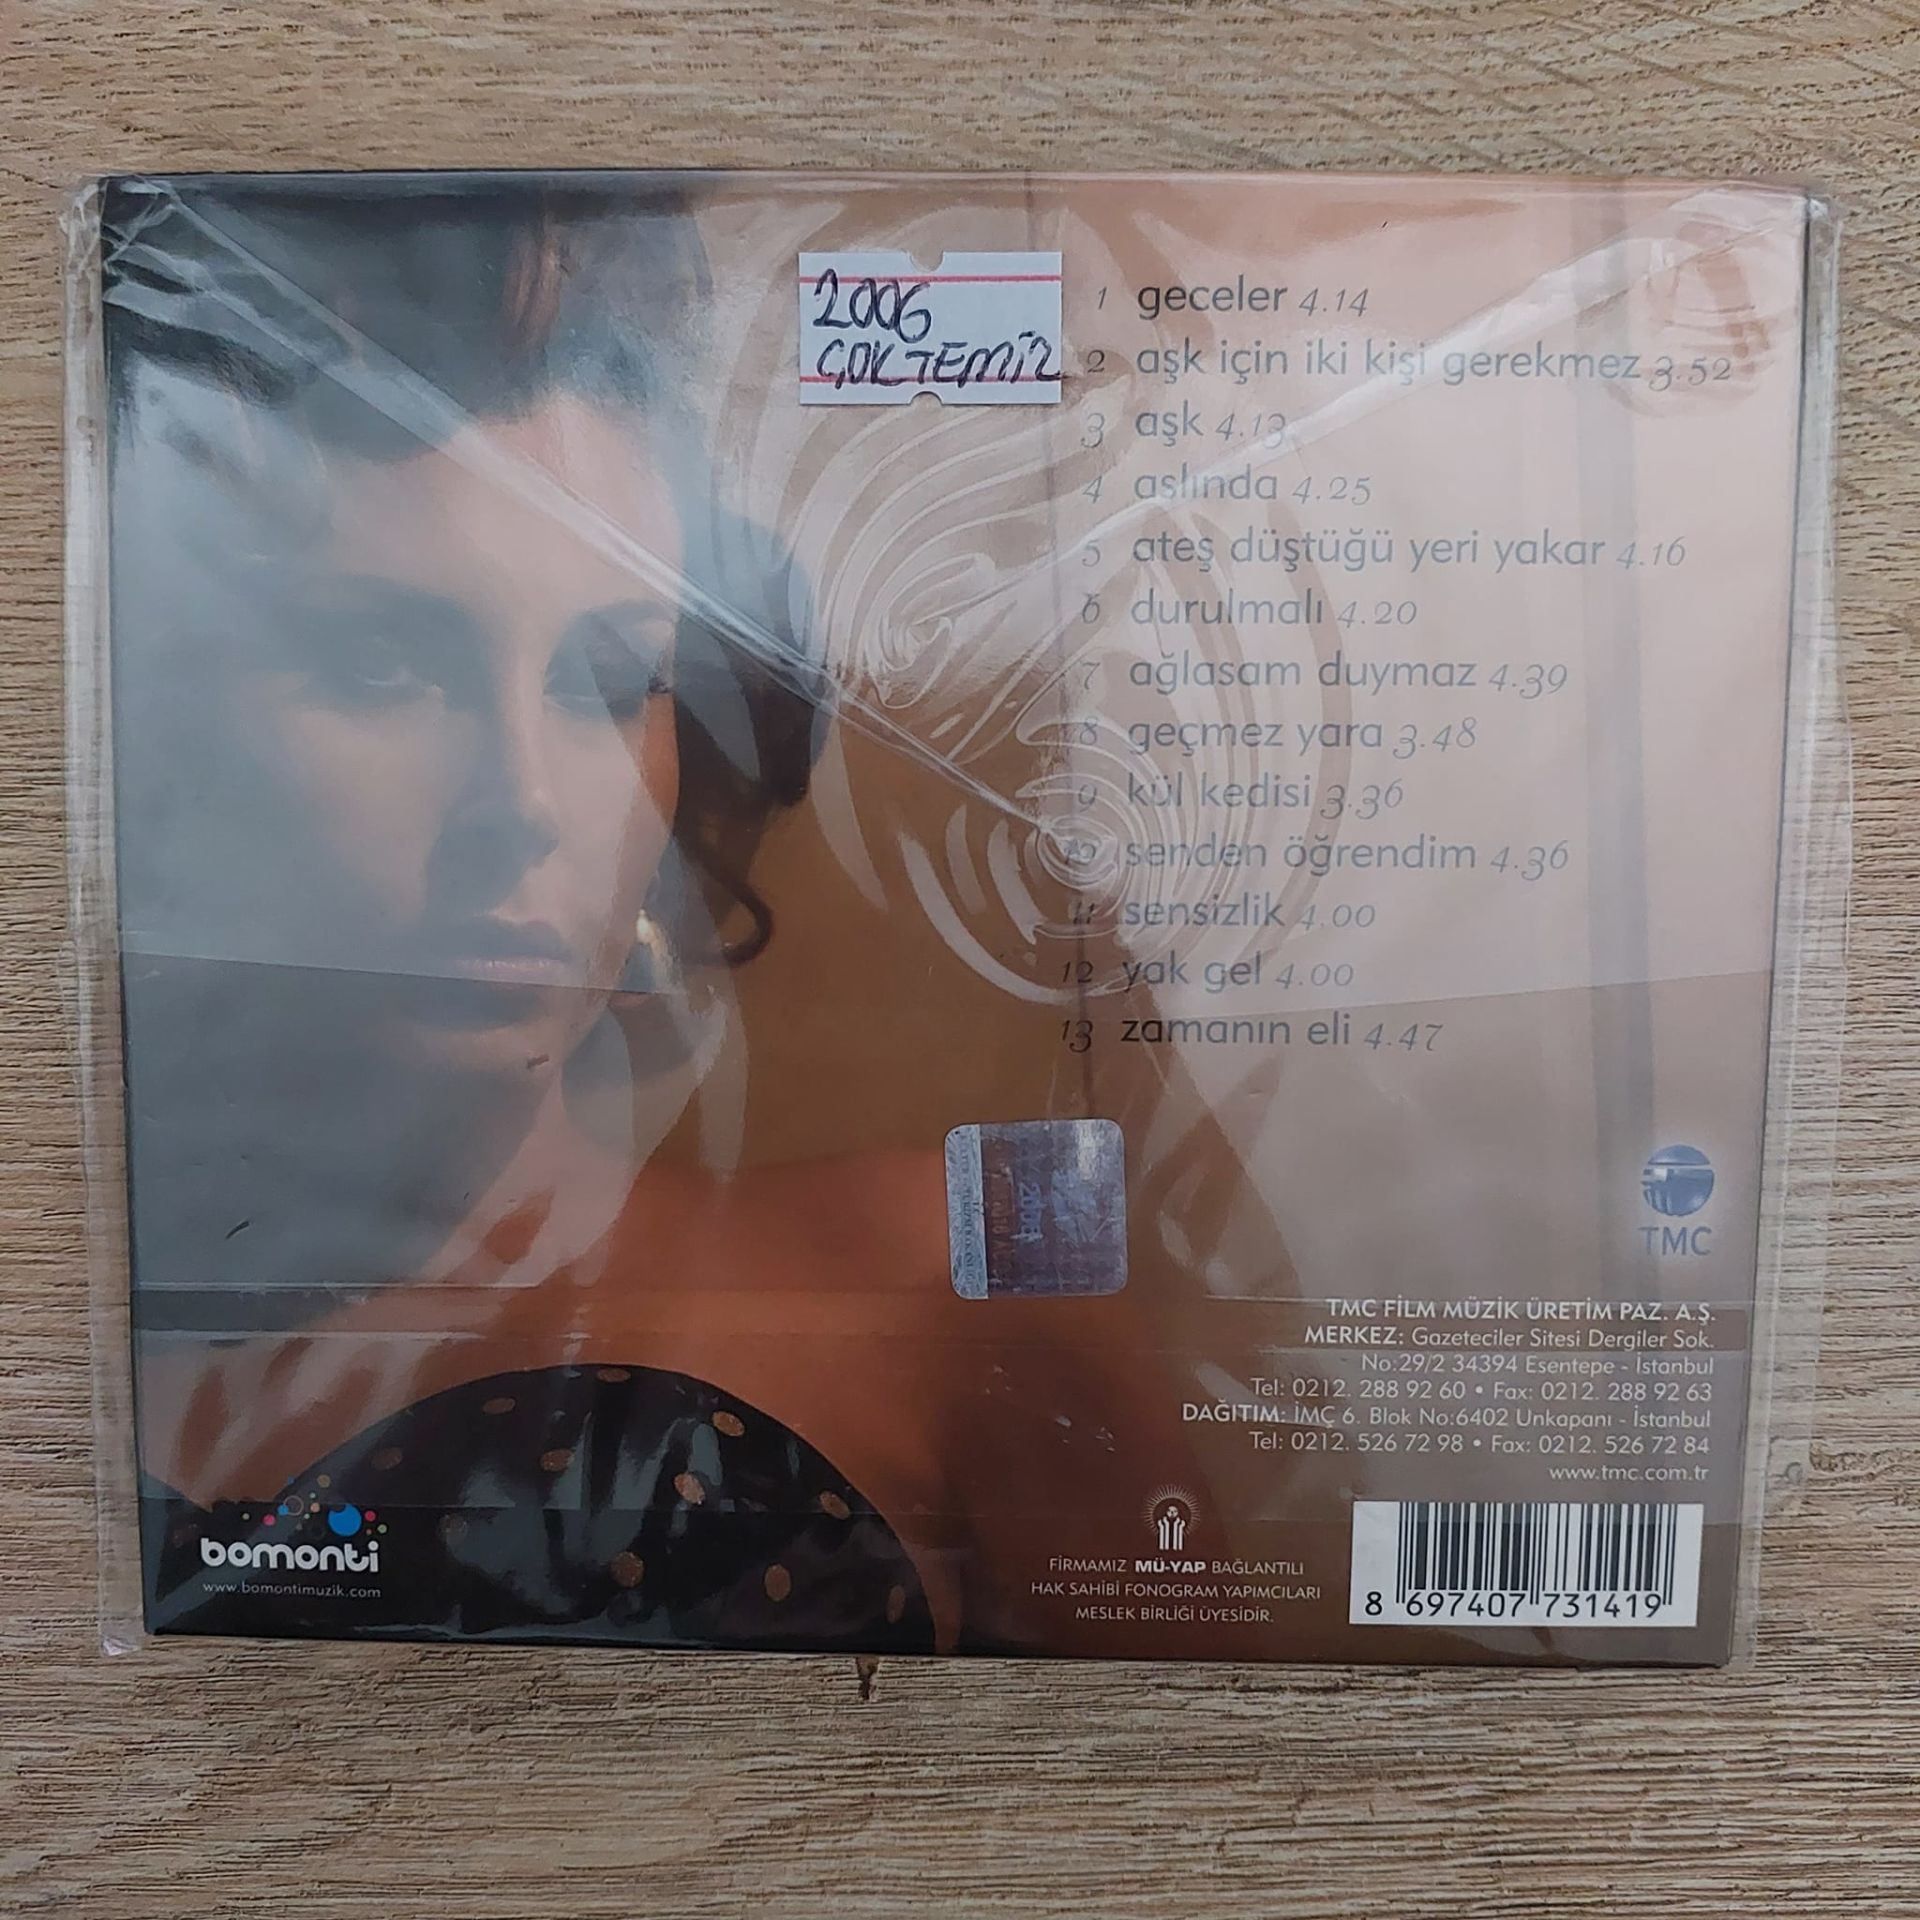 2006
ÇOK TEMİZ
1 geceler 4.14
2 aşk için iki kişi gerekmez 3.52
3 aşk 4.13
4 aslında 4.25
5 ateş düştüğü yeri yakar 4.16
6 durulmalı 4.20
7 ağlasam duymaz 4.39
8 geçmez yara 3.48
9 kül kedisi 3.36
10 senden öğrendim 4.36
11 sensizlik 4.00
12 yak gel 4.00
13 zamanın eli 4.47
TMC
TMC FİLM MÜZİK ÜRETİM PAZ. A.Ş.
MERKEZ: Gazeteciler Sitesi Dergiler Sok.
No:29/2 34394 Esentepe - İstanbul
Tel: 0212. 288 92 60 • Fax: 0212. 288 92 63
DAĞITIM: İMÇ 6. Blok No:6402 Unkapanı - İstanbul
Tel: 0212. 526 72 98 • Fax: 0212. 526 72 84
www.tmc.com.tr
bomonti
www.bomontimuzik.com
FİRMAMIZ MÜ-YAP BAĞLANTILI
HAK SAHİBİ FONOGRAM YAPIMCILARI
MESLEK BİRLİĞİ ÜYESİDİR.
8 697407 731419